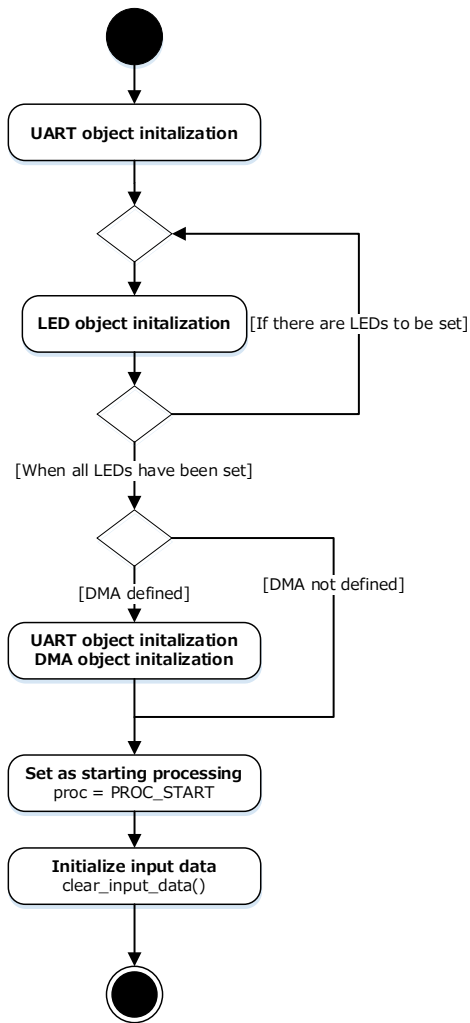 UART object initalization
LED object initalization
[If there are LEDs to be set]
[When all LEDs have been set]
[DMA not defined]
[DMA defined]
UART object initalization
DMA object initalization
Set as starting processing
proc = PROC_START
Initialize input data
clear_input_data()